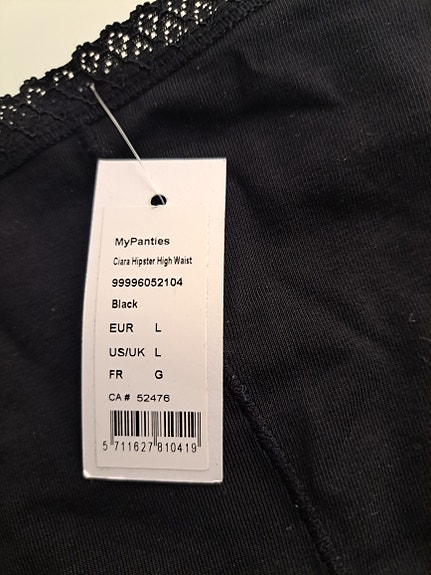 MyPanties
Ciara Hipster High Waist
99996052104
Black
EUR L
US/UK L
FR G
CA # 52476
5 711627 810419